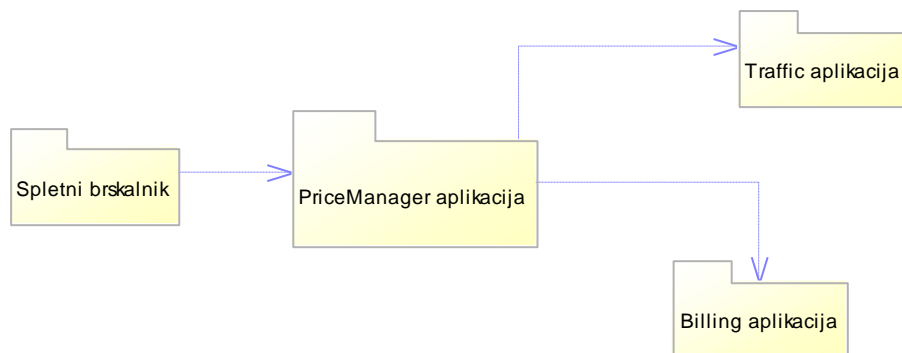 Traffic aplikacija
Spletni brskalnik
PriceManager aplikacija
Billing aplikacija